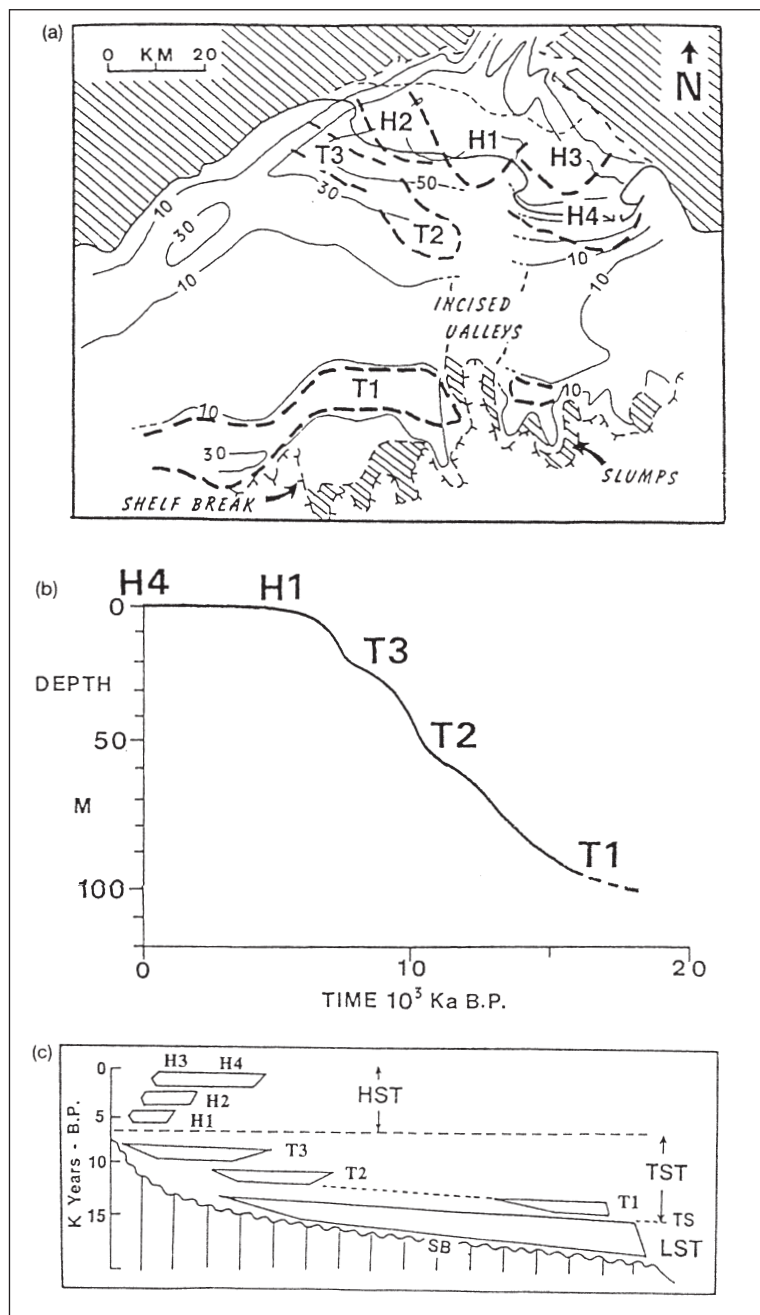 (a)
0 KM 20
N
H2
H1
H3
T3
50
30
H4
10
T2
10
30
10
10
INCISED
VALLEYS
T1
10
10
30
SHELF BREAK
SLUMPS
(b)
H4
H1
0
T3
DEPTH
50
T2
M
T1
100
0
10
20
TIME 10³ Ka B.P.
(c)
K Years - B.P.
0
5
10
15
H3
H4
H2
H1
HST
T3
T2
T1
TST
TS
SB
LST